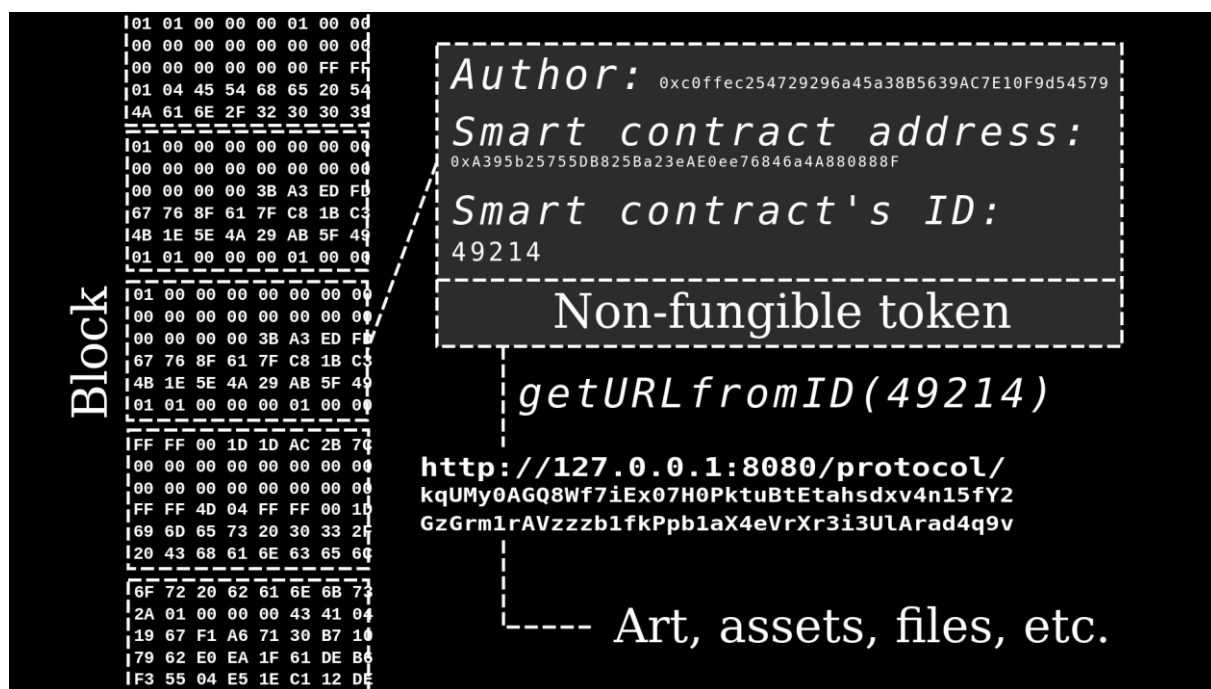 01 01 00 00 00 01 00 00
00 00 00 00 00 00 00 00
00 00 00 00 00 00 FF FF
01 04 45 54 68 65 20 54
4A 61 6E 2F 32 30 30 39
01 00 00 00 00 00 00 00
00 00 00 00 00 00 00 00
00 00 00 00 3B A3 ED FD
67 76 8F 61 7F C8 1B C3
4B 1E 5E 4A 29 AB 5F 49
01 01 00 00 00 01 00 00
Block
01 00 00 00 00 00 00 00
00 00 00 00 00 00 00 00
00 00 00 00 3B A3 ED FD
67 76 8F 61 7F C8 1B C3
4B 1E 5E 4A 29 AB 5F 49
01 01 00 00 00 01 00 00
FF FF 00 1D 1D AC 2B 7C
00 00 00 00 00 00 00 00
00 00 00 00 00 00 00 00
FF FF 4D 04 FF FF 00 1D
69 6D 65 73 20 30 33 2F
20 43 68 61 6E 63 65 6C
6F 72 20 62 61 6E 6B 73
2A 01 00 00 00 43 41 04
19 67 F1 A6 71 30 B7 10
79 62 E0 EA 1F 61 DE B6
F3 55 04 E5 1E C1 12 DE
Author: 0xc0ffec254729296a45a38B5639AC7E10F9d54579
Smart contract address:
0xA395b25755DB825Ba23eAE0ee76846a4A880888F
Smart contract's ID:
49214
Non-fungible token
getURLfromID(49214)
http://127.0.0.1:8080/protocol/
kqUMy0AGQ8Wf7iEx07H0PktuBtEtahsdxv4n15fY2
GzGrm1rAVzzzb1fkPpb1aX4eVrXr3i3UlArad4q9v
Art, assets, files, etc.